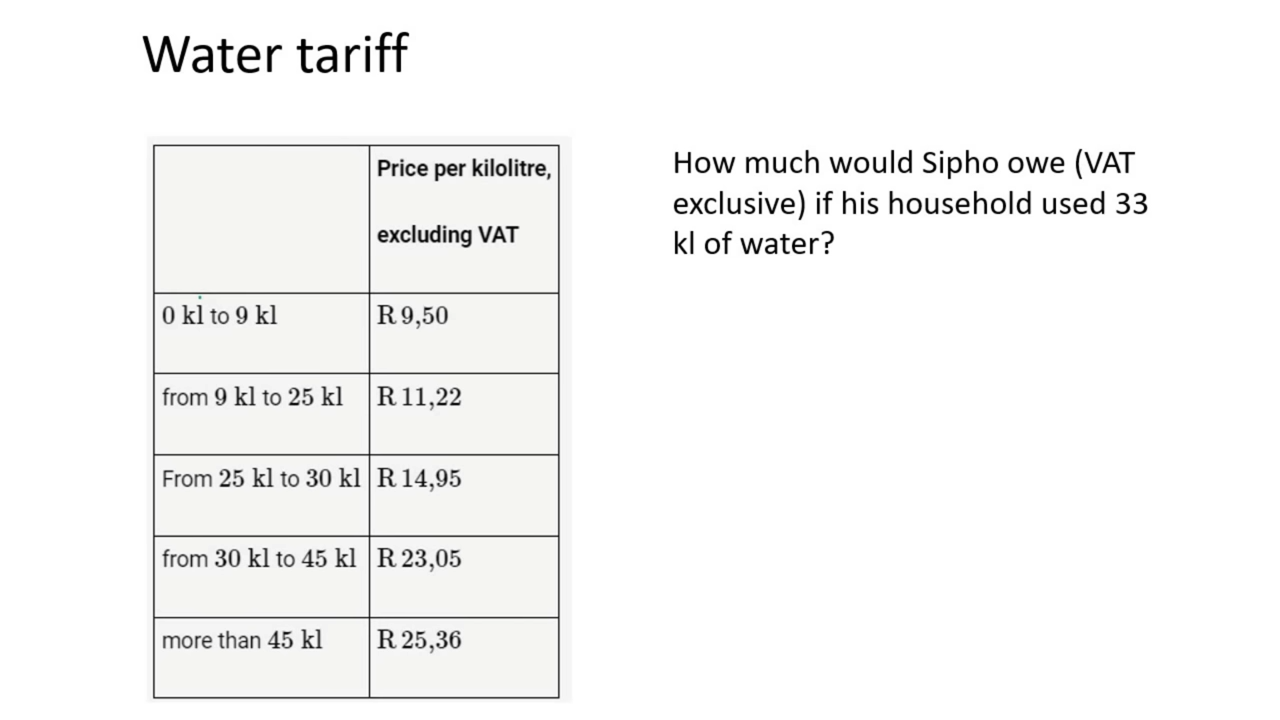 Water tariff
Price per kilolitre,
excluding VAT
0 kl to 9 kl R 9,50
from 9 kl to 25 kl R 11,22
From 25 kl to 30 kl R 14,95
from 30 kl to 45 kl R 23,05
more than 45 kl R 25,36
How much would Sipho owe (VAT
exclusive) if his household used 33
kl of water?